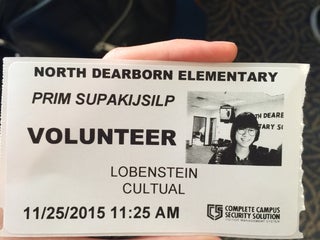 NORTH DEARBORN ELEMENTARY
PRIM SUPAKIJSILP
VOLUNTEER
LOBENSTEIN
CULTUAL
11/25/2015 11:25 AM
COMPLETE CAMPUS
SECURITY SOLUTION